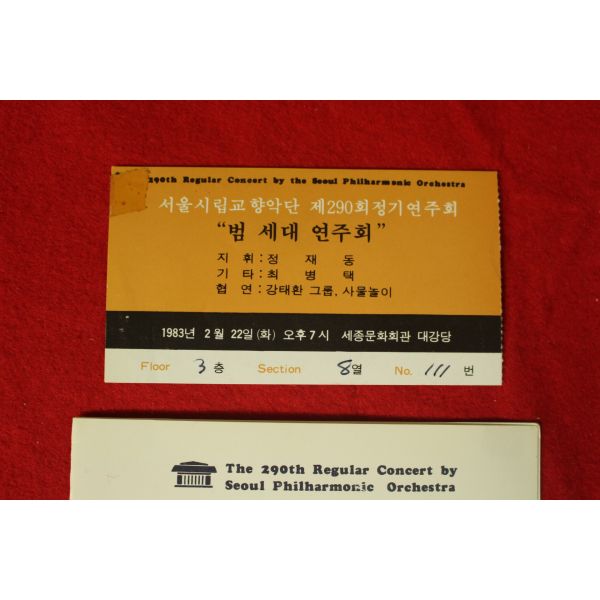 290th Regular Concert by the Seoul Philharmonic Orchestra
서울시립교향악단 제290회정기연주회
“범 세대 연주회”
지 휘 : 정 재 동
기 타 : 최 병 택
협 연 : 강태환 그룹, 사물놀이
1983년 2월 22일(화) 오후7시 세종문화회관 대강당
Floor 3 층 Section 8 열 No. 111 번
The 290th Regular Concert by
Seoul Philharmonic Orchestra